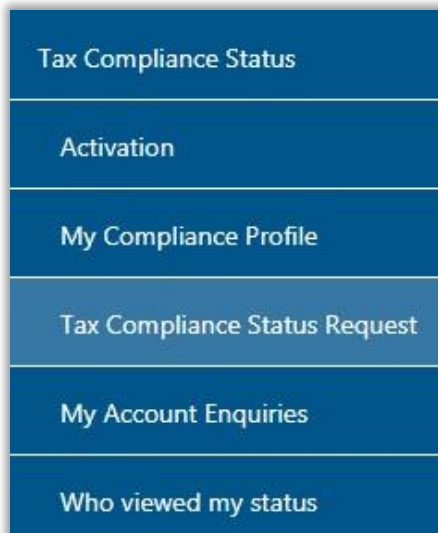 Tax Compliance Status
Activation
My Compliance Profile
Tax Compliance Status Request
My Account Enquiries
Who viewed my status